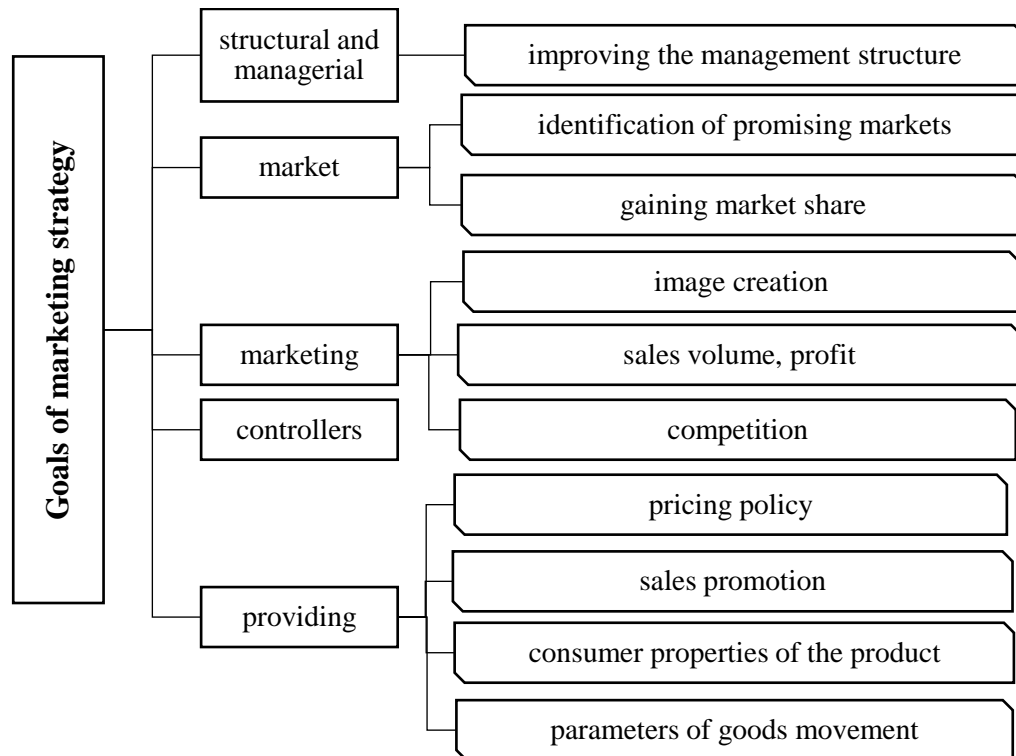 Goals of marketing strategy
structural and
managerial
improving the management structure
market
identification of promising markets
gaining market share
marketing
image creation
sales volume, profit
competition
controllers
providing
pricing policy
sales promotion
consumer properties of the product
parameters of goods movement